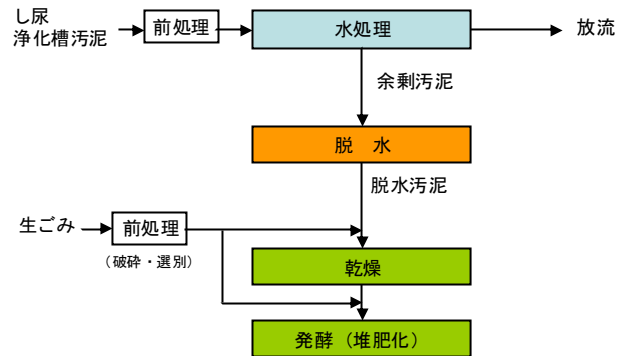 し尿
浄化槽汚泥
前処理
水処理
放流
余剰汚泥
脱　水
脱水汚泥
生ごみ
前処理
（破砕・選別）
乾燥
発酵（堆肥化）